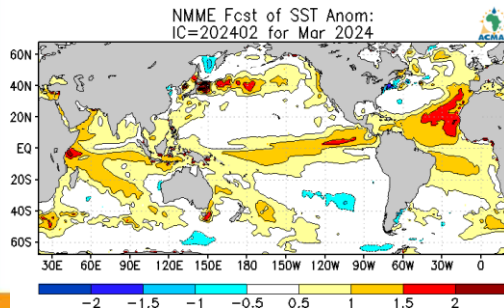 NMME Fcst of SST Anom:
IC=202402 for Mar 2024
ACMAD
60N
40N
20N
EQ
20S
40S
60S
30E 60E 90E 120E 150E 180 150W 120W 90W 60W 30W 0
-2 -1.5 -1 -0.5 0.5 1 1.5 2